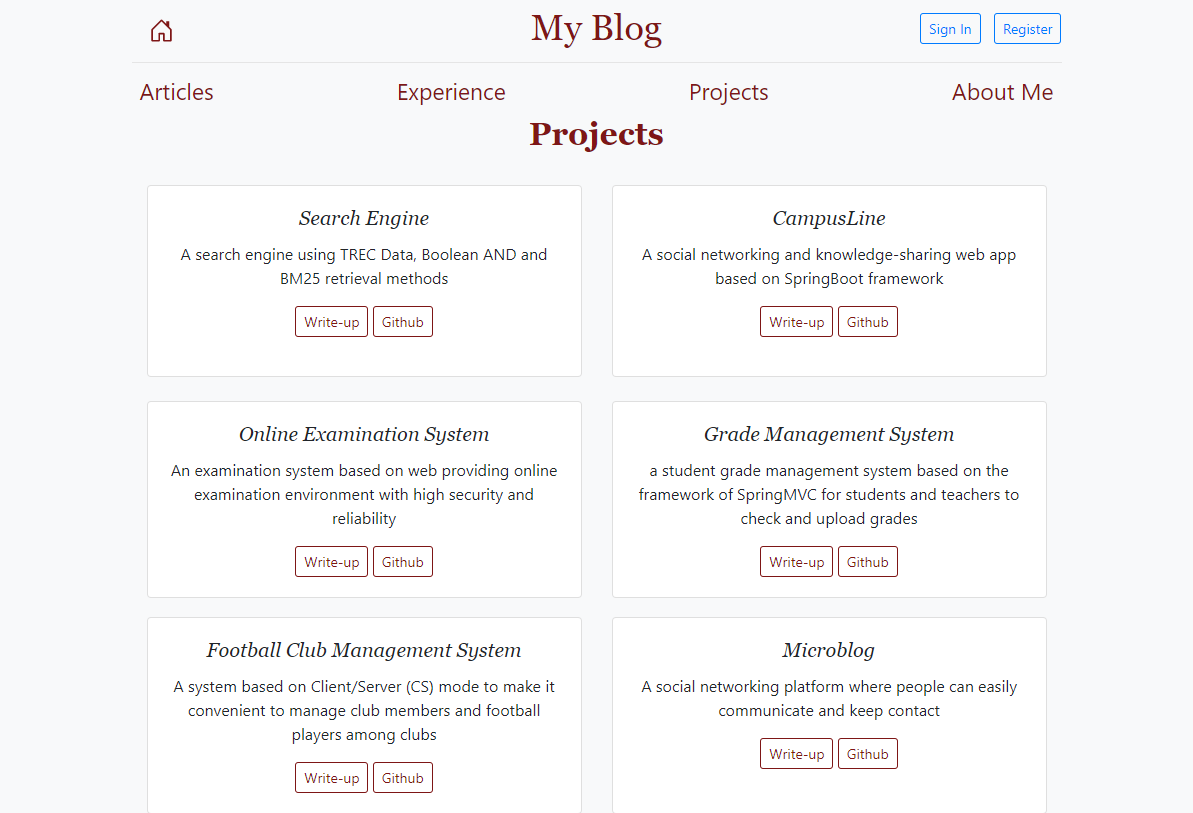 My Blog
Sign In
Register
Articles
Experience
Projects
About Me
Projects
Search Engine
A search engine using TREC Data, Boolean AND and
BM25 retrieval methods
Write-up
Github
CampusLine
A social networking and knowledge-sharing web app
based on SpringBoot framework
Write-up
Github
Online Examination System
An examination system based on web providing online
examination environment with high security and
reliability
Write-up
Github
Grade Management System
a student grade management system based on the
framework of SpringMVC for students and teachers to
check and upload grades
Write-up
Github
Football Club Management System
A system based on Client/Server (CS) mode to make it
convenient to manage club members and football
players among clubs
Write-up
Github
Microblog
A social networking platform where people can easily
communicate and keep contact
Write-up
Github